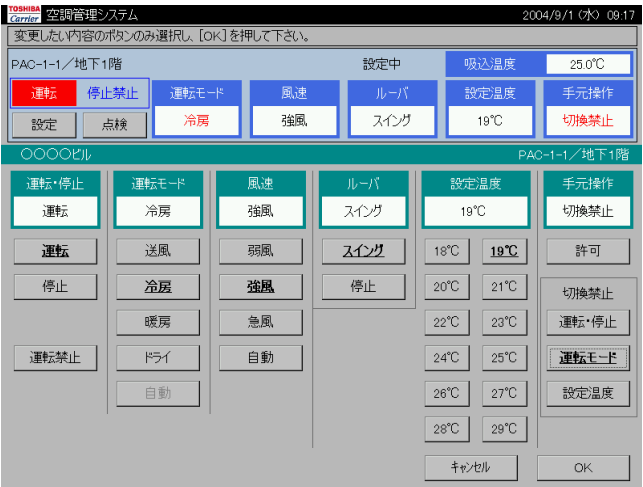 TOSHIBA Carrier 空調管理システム 2004/9/1 (水) 09:17
変更したい内容のボタンのみ選択し、[OK]を押して下さい。
PAC-1-1／地下1階 設定中 吸込温度 25.0℃
運転 停止禁止 運転モード 風速 ルーバ 設定温度 手元操作
設定 点検 冷房 強風 スイング 19℃ 切換禁止
○○○○ビル PAC-1-1／地下1階
運転・停止 運転モード 風速 ルーバ 設定温度 手元操作
運転 冷房 強風 スイング 19℃ 切換禁止
運転 送風 弱風 スイング 18℃ 19℃ 許可
停止 冷房 強風 停止 20℃ 21℃ 切換禁止
暖房 急風 22℃ 23℃ 運転・停止
運転禁止 ドライ 自動 24℃ 25℃ 運転モード
自動 26℃ 27℃ 設定温度
28℃ 29℃
キャンセル OK